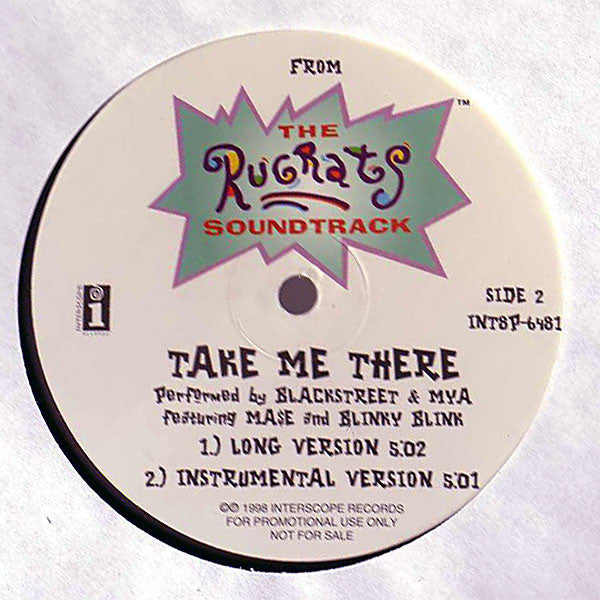 FROM
THE
RUGRATS
SOUNDTRACK
™
INTERSCOPE
RECORDS
i
SIDE 2
INT8P-6481
TAKE ME THERE
Performed by BLACKSTREET & MYA
featuring MA$E and BLINKY BLINK
1.) LONG VERSION 5:02
2.) INSTRUMENTAL VERSION 5:01
©℗ 1998 INTERSCOPE RECORDS
FOR PROMOTIONAL USE ONLY
NOT FOR SALE